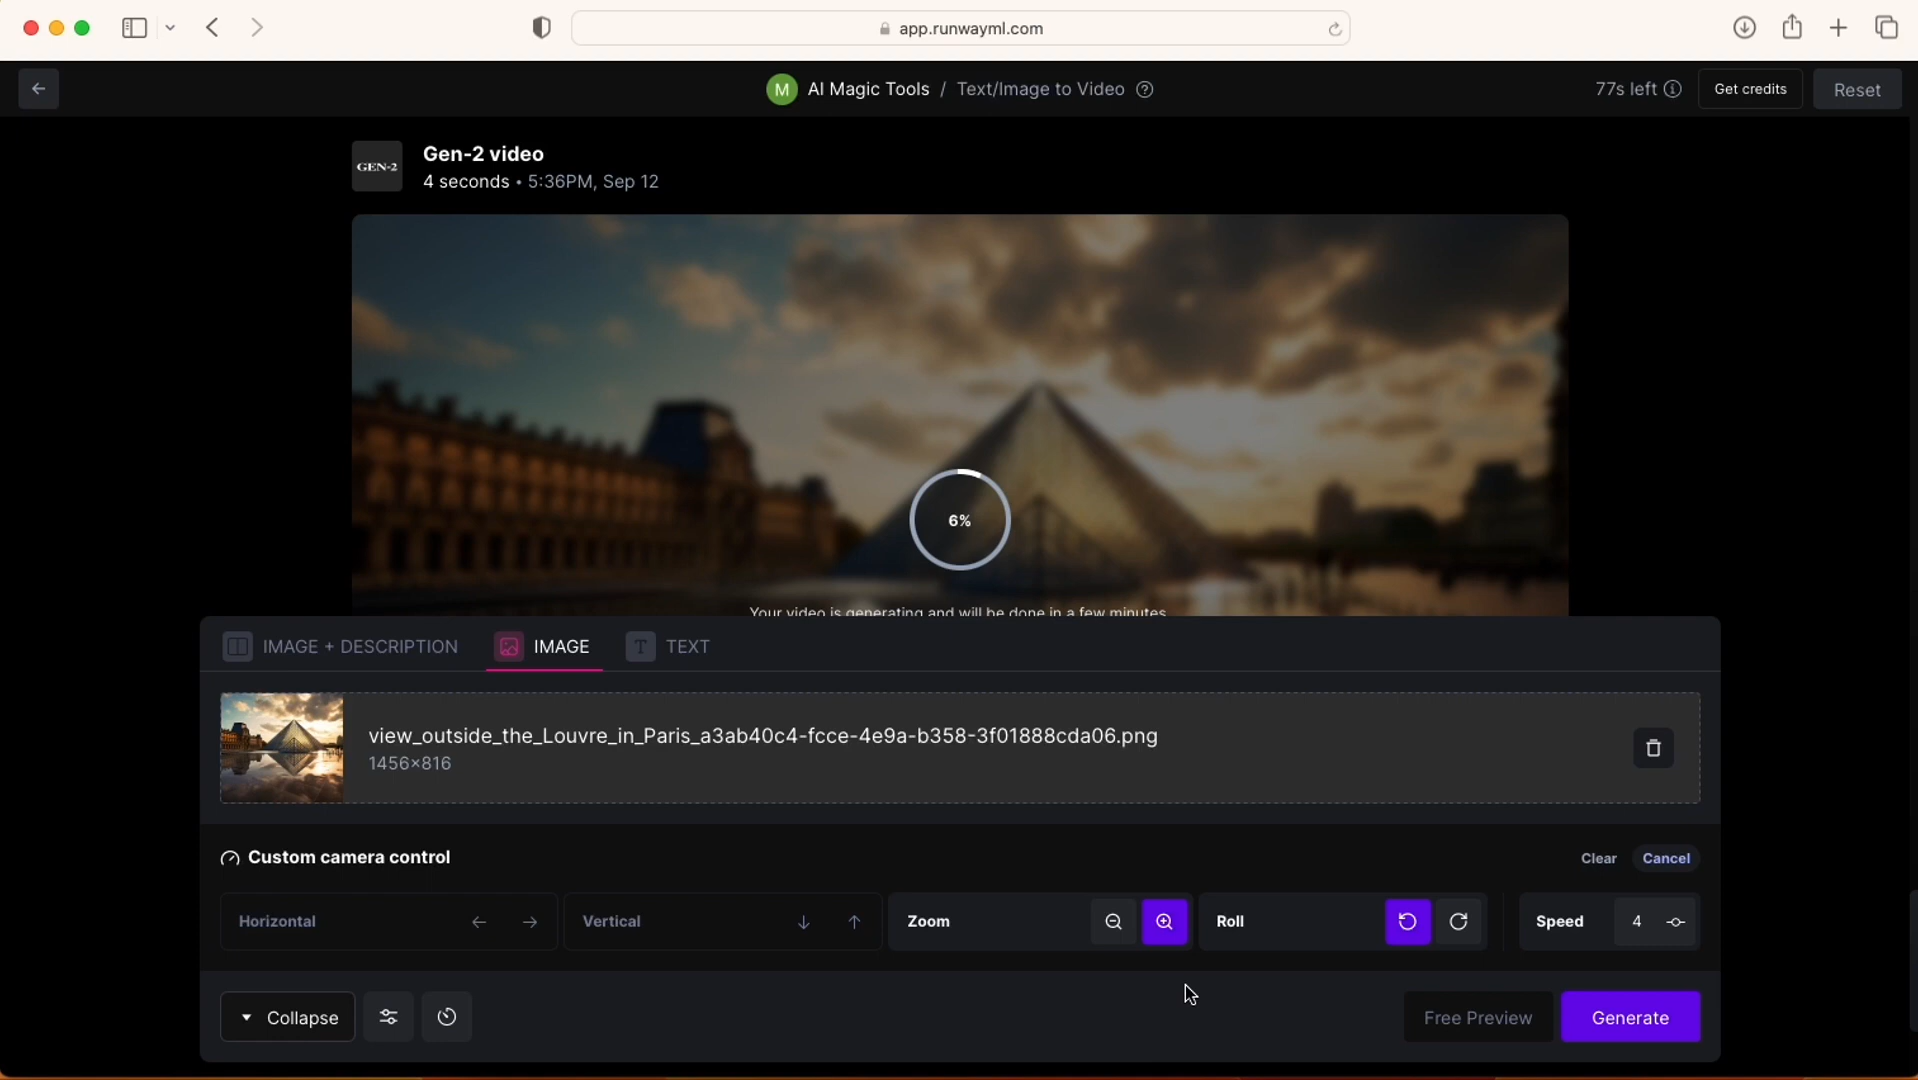 app.runwayml.com
M AI Magic Tools / Text/Image to Video
77s left
Get credits
Reset
GEN-2
Gen-2 video
4 seconds • 5:36PM, Sep 12
6%
Your video is generating and will be done in a few minutes
IMAGE + DESCRIPTION
IMAGE
T TEXT
view_outside_the_Louvre_in_Paris_a3ab40c4-fcce-4e9a-b358-3f01888cda06.png
1456×816
Custom camera control
Clear
Cancel
Horizontal
Vertical
Zoom
Roll
Speed 4
Collapse
Free Preview
Generate